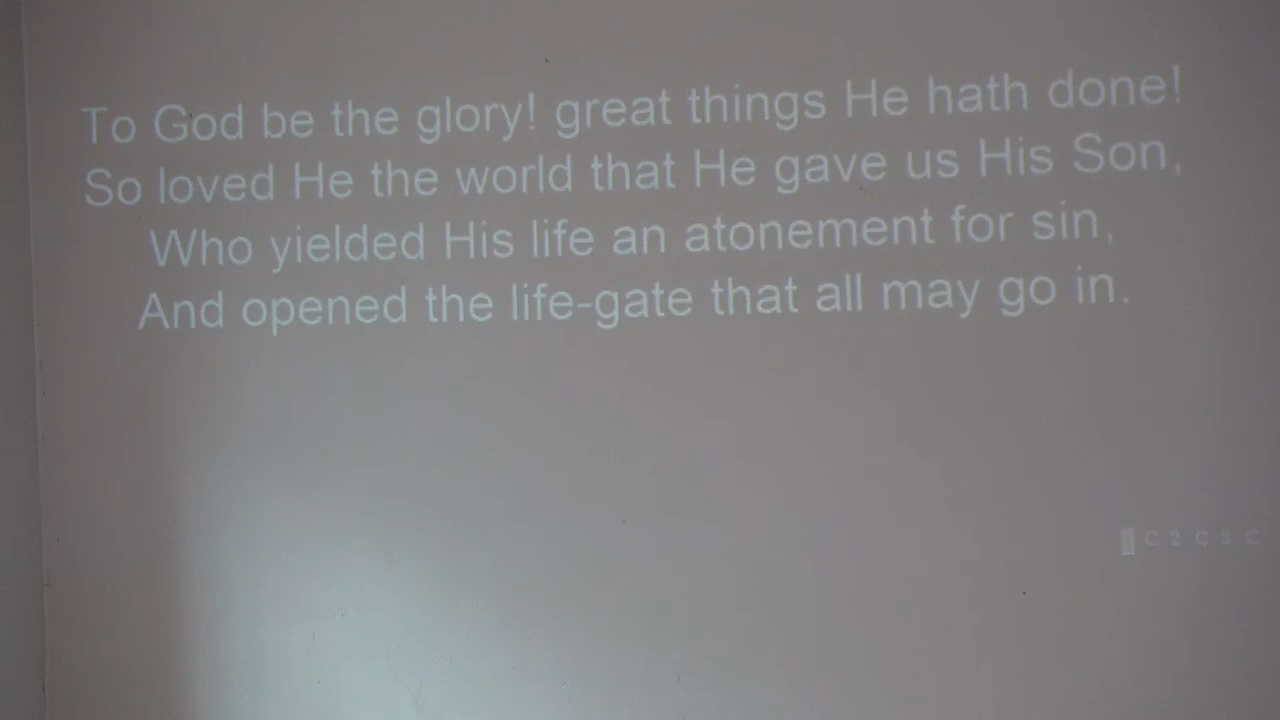 To God be the glory! great things He hath done!
So loved He the world that He gave us His Son,
Who yielded His life an atonement for sin,
And opened the life-gate that all may go in.
C 2 C 3 C